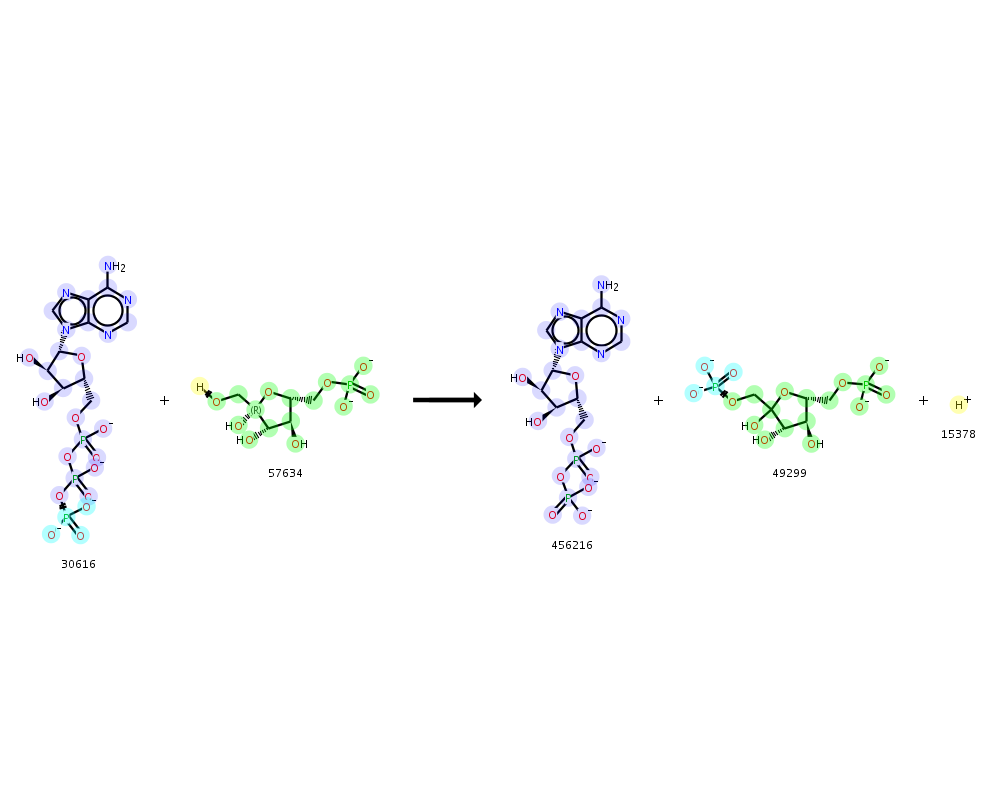 NH2
N N
N N
HO O
HO
O
P O-
O O
O-
P
O O
O-
P
O- O
30616
+
H
O
HO (R) O
HO
OH
O
P O-
O
O-
57634
NH2
N N
N N
HO O
HO
O
P O-
O O
O-
P
O O-
456216
+
O-
P O
O-
O
HO O
HO
OH
O
P O-
O
O-
49299
+
H+
15378